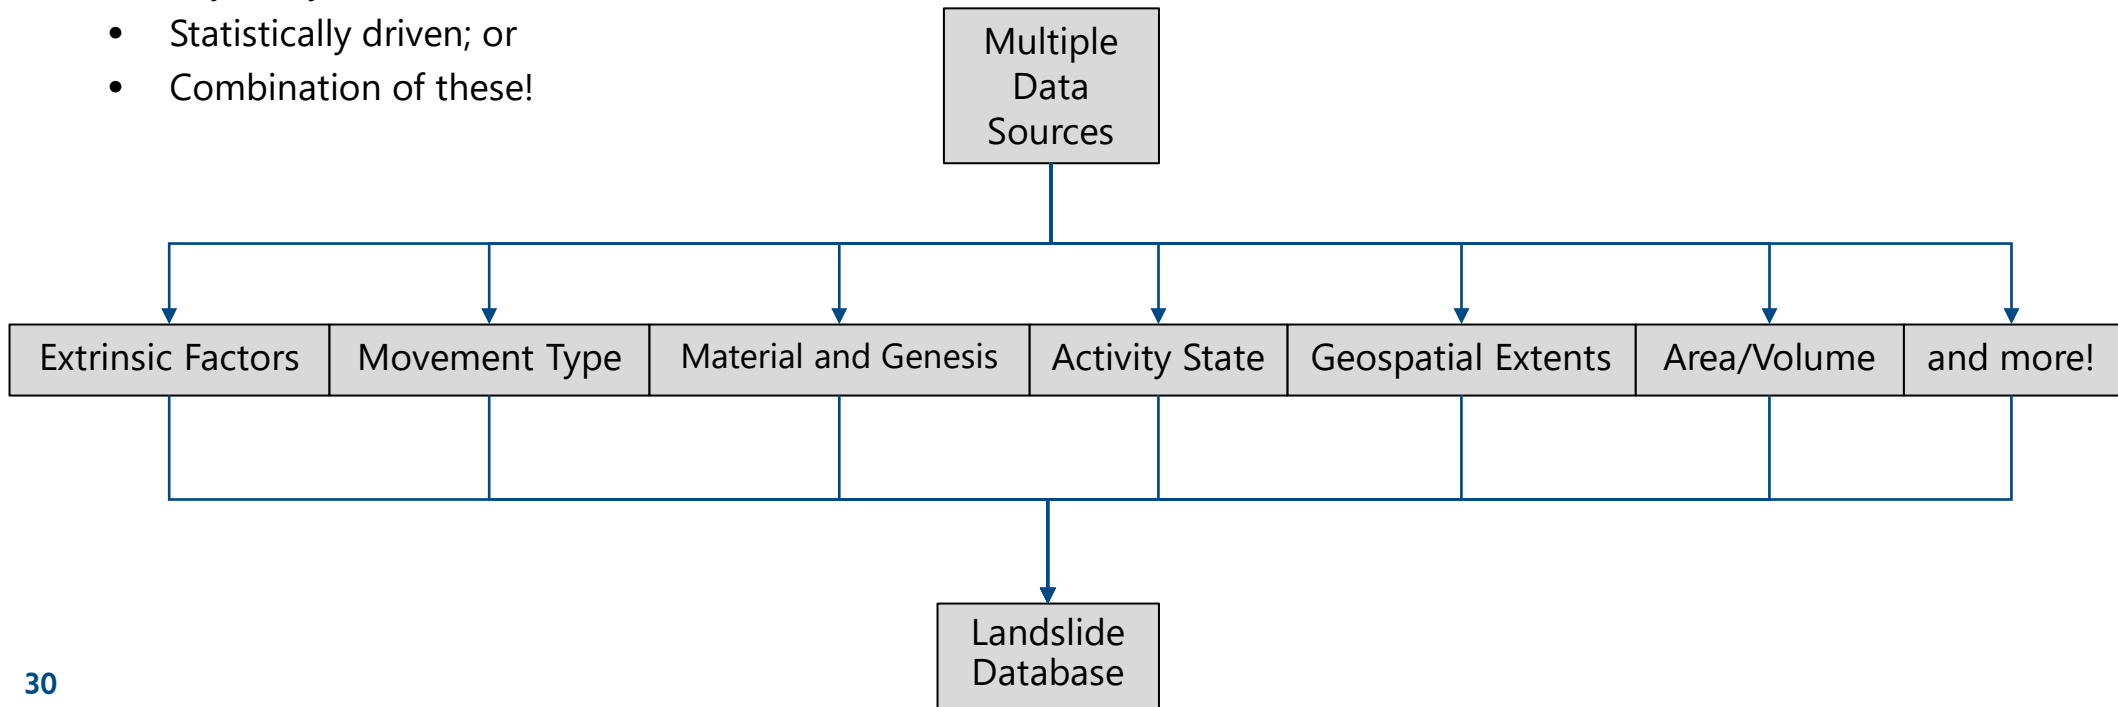 • Statistically driven; or
• Combination of these!
Multiple
Data
Sources
Extrinsic Factors
Movement Type
Material and Genesis
Activity State
Geospatial Extents
Area/Volume
and more!
Landslide
Database
30